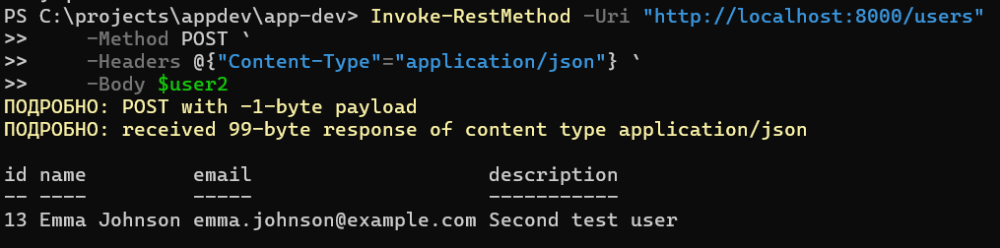 PS C:\projects\appdev\app-dev> Invoke-RestMethod -Uri "http://localhost:8000/users"
>>     -Method POST `
>>     -Headers @{"Content-Type"="application/json"} `
>>     -Body $user2
ПОДРОБНО: POST with -1-byte payload
ПОДРОБНО: received 99-byte response of content type application/json
id name         email                   description
-- ----         -----                   -----------
13 Emma Johnson emma.johnson@example.com Second test user